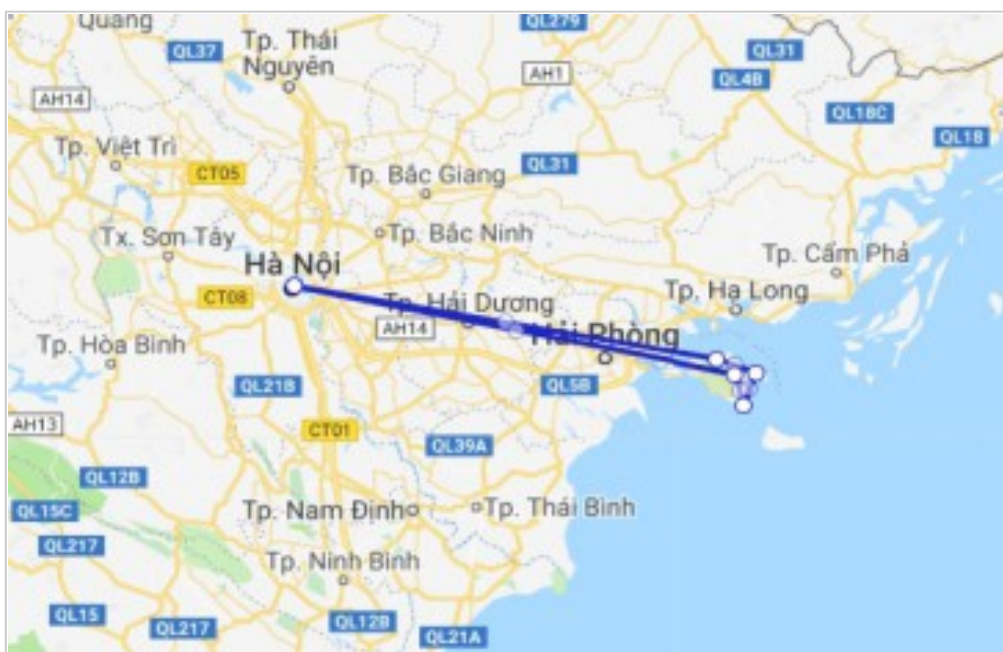 Quang
QL279
Tp. Thái
Nguyên
QL37
QL31
AH1
QL4B
AH14
QL18C
QL18
Tp. Việt Trì
QL31
CT05
Tp. Bắc Giang
Tx. Sơn Tây
Tp. Bắc Ninh
Tp. Cẩm Phả
Hà Nội
CT08
Tp. Hải Dương
Tp. Hạ Long
AH14
Hải Phòng
Tp. Hòa Bình
QL21B
QL5B
AH13
CT01
QL39A
QL12B
QL15C
Tp. Nam Định
Tp. Thái Bình
QL217
Tp. Ninh Bình
QL15
QL217
QL12B
QL21A